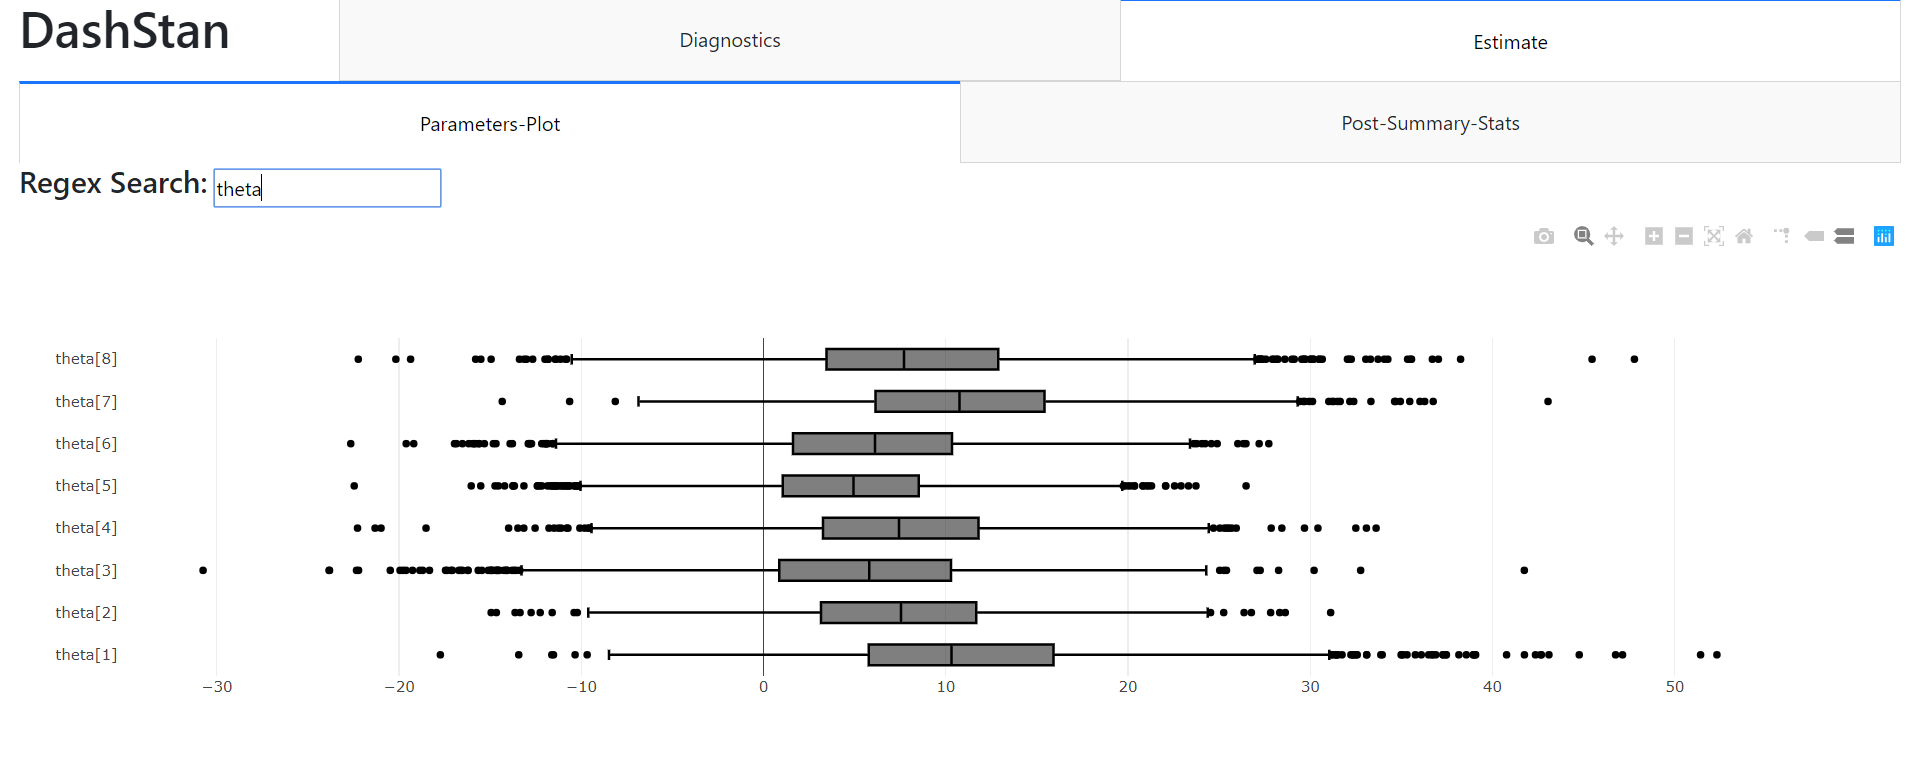 DashStan
Diagnostics
Estimate
Parameters-Plot
Post-Summary-Stats
Regex Search: theta
theta[8]
theta[7]
theta[6]
theta[5]
theta[4]
theta[3]
theta[2]
theta[1]
−30 −20 −10 0 10 20 30 40 50